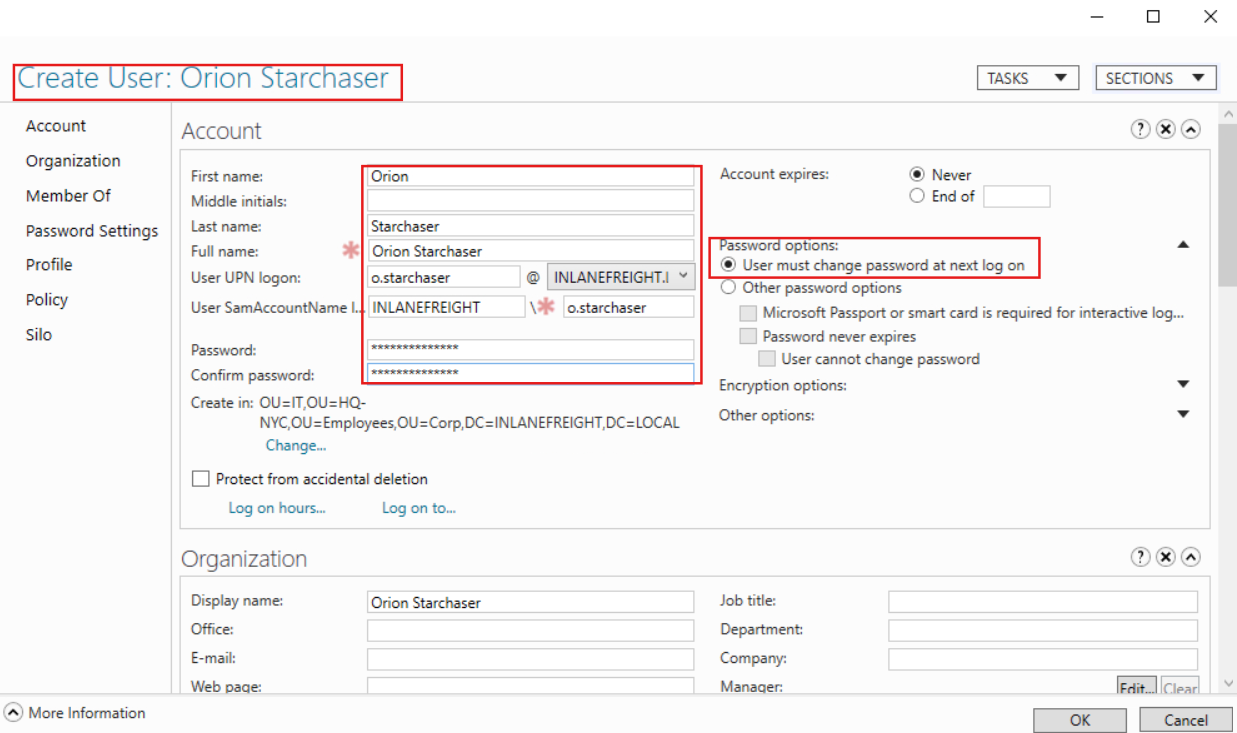 Create User: Orion Starchaser
TASKS
SECTIONS
Account
Organization
Member Of
Password Settings
Profile
Policy
Silo
Account
First name: Orion
Middle initials:
Last name: Starchaser
Full name: * Orion Starchaser
User UPN logon: o.starchaser @ INLANEFREIGHT.I
User SamAccountName l... INLANEFREIGHT \* o.starchaser
Password: **************
Confirm password: **************
Create in: OU=IT,OU=HQ-
NYC,OU=Employees,OU=Corp,DC=INLANEFREIGHT,DC=LOCAL
Change...
Protect from accidental deletion
Log on hours... Log on to...
Account expires: Never
End of
Password options:
User must change password at next log on
Other password options
Microsoft Passport or smart card is required for interactive log...
Password never expires
User cannot change password
Encryption options:
Other options:
Organization
Display name: Orion Starchaser
Office:
E-mail:
Web page:
Job title:
Department:
Company:
Manager:
Edit... Clear
More Information
OK Cancel